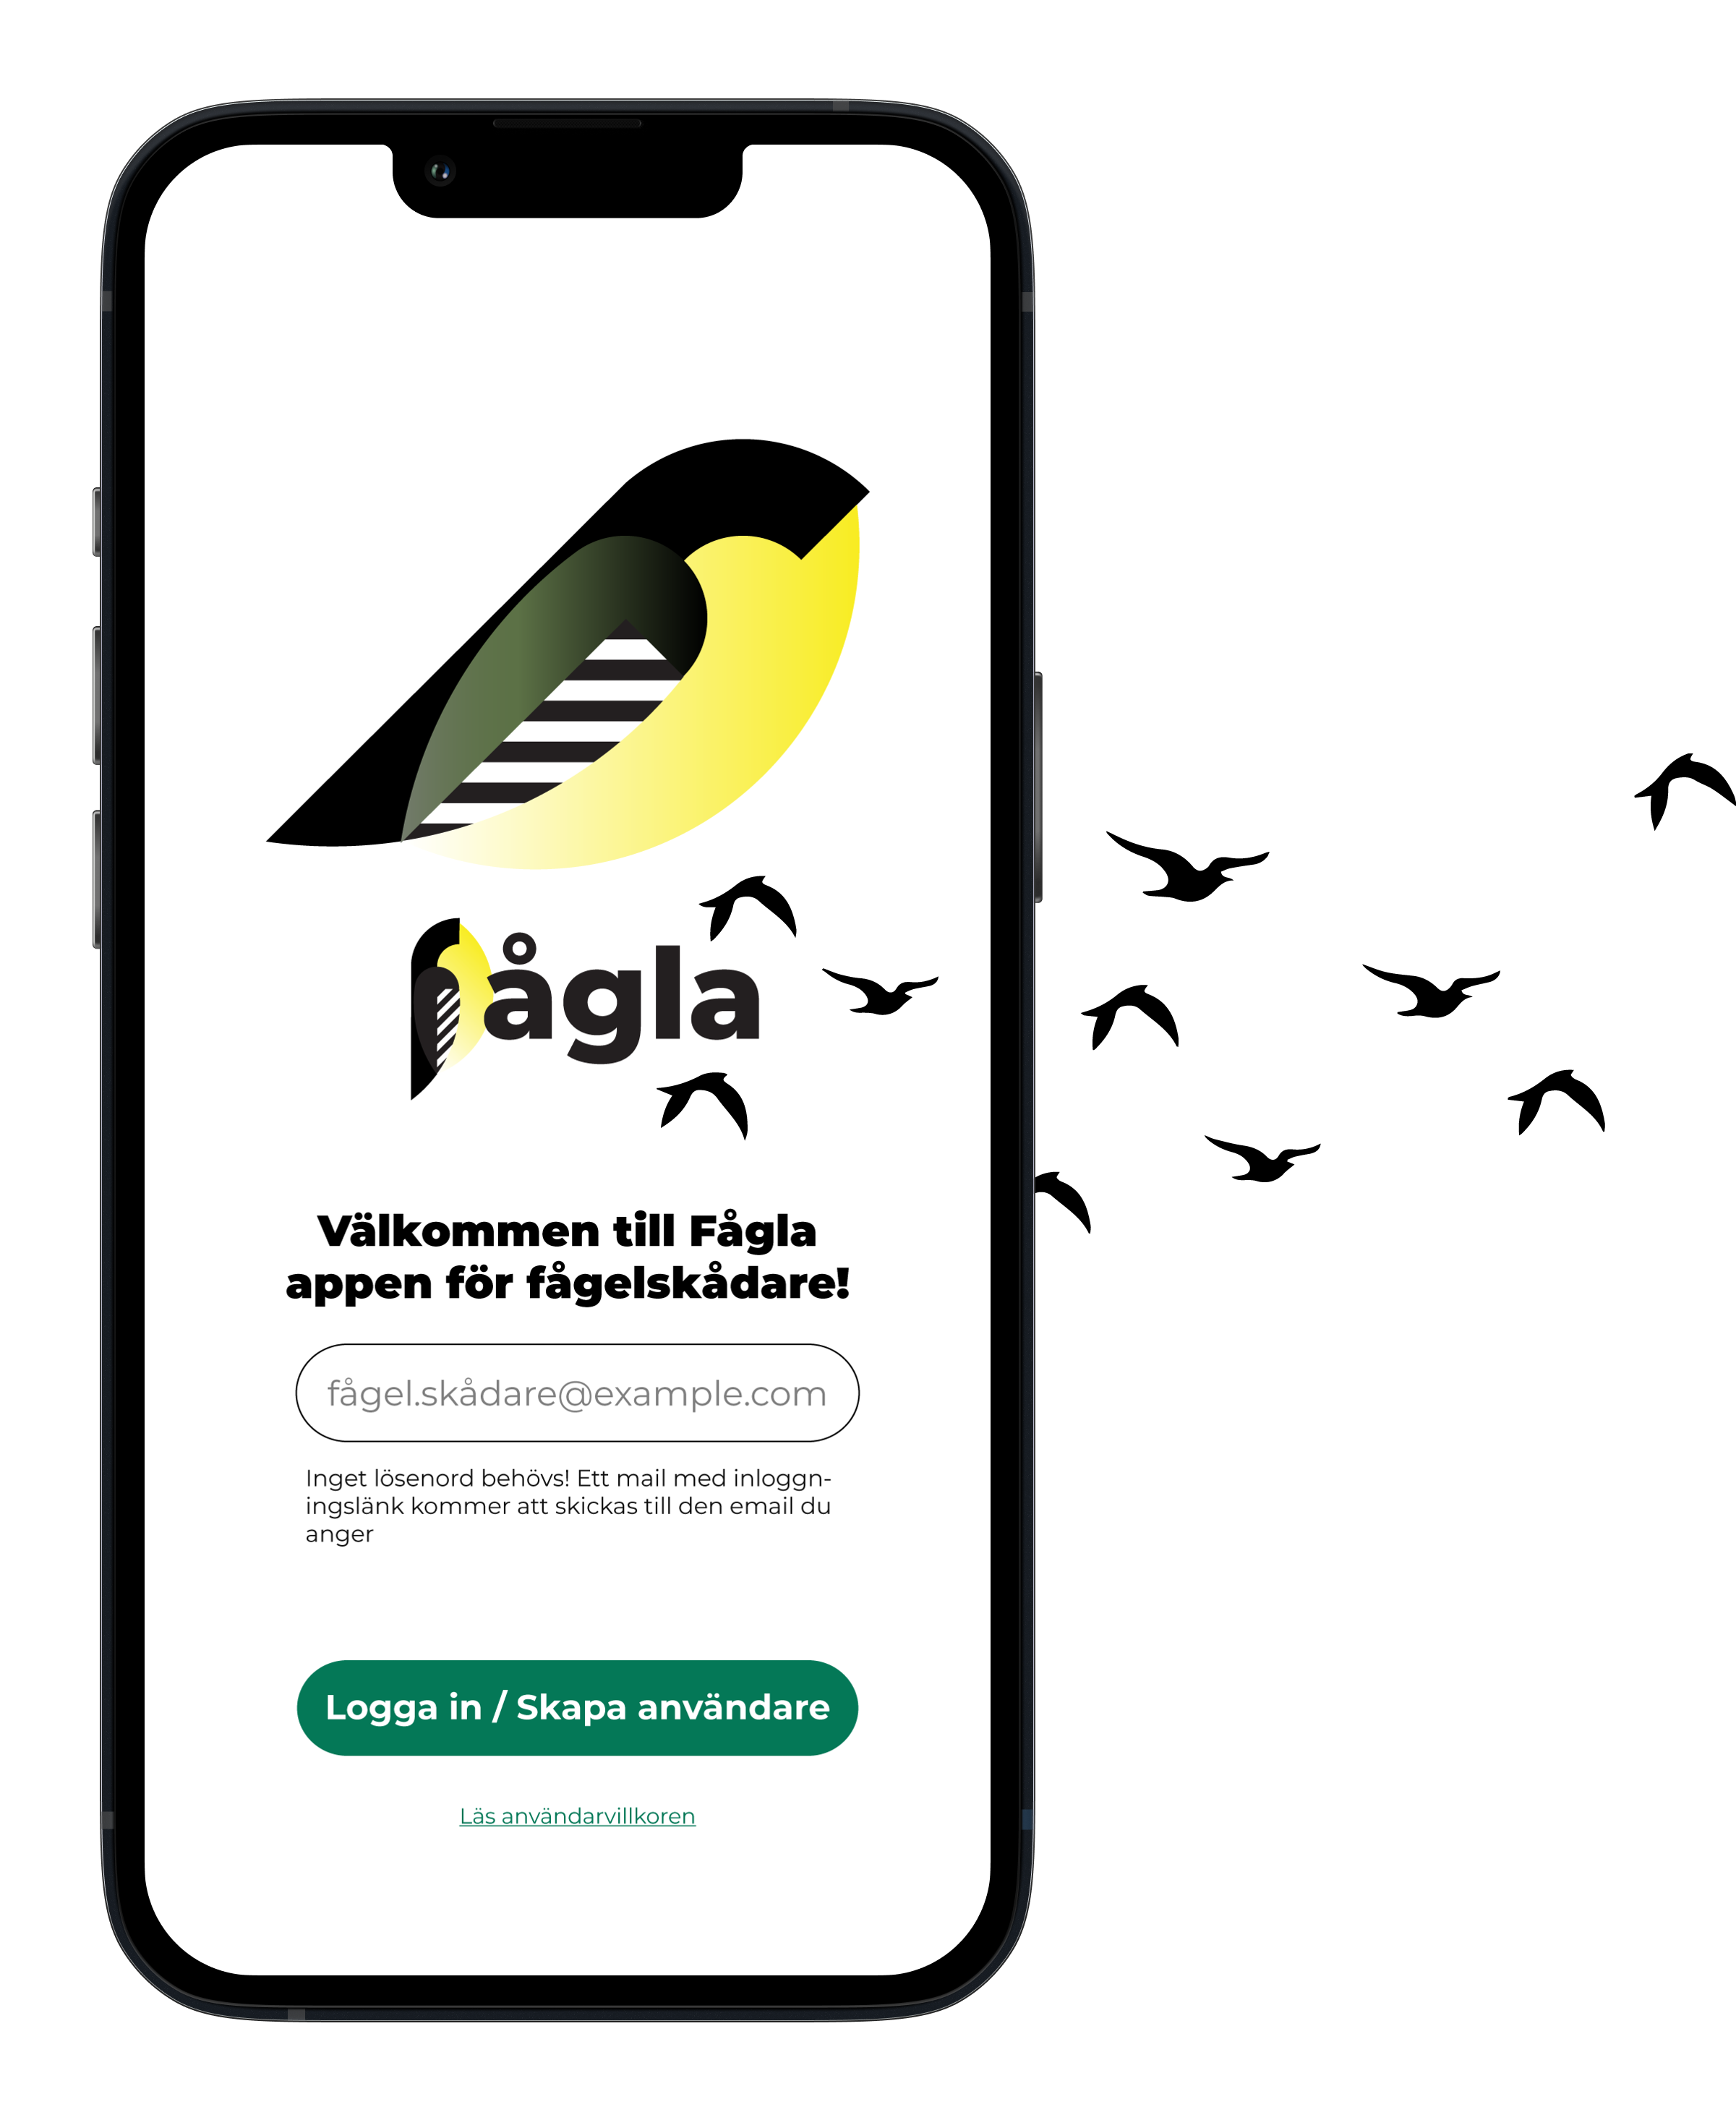 fågla
Välkommen till Fågla
appen för fågelskådare!
fågel.skådare@example.com
Inget lösenord behövs! Ett mail med inloggn-
ingslänk kommer att skickas till den email du
anger
Logga in / Skapa användare
Läs användarvillkoren